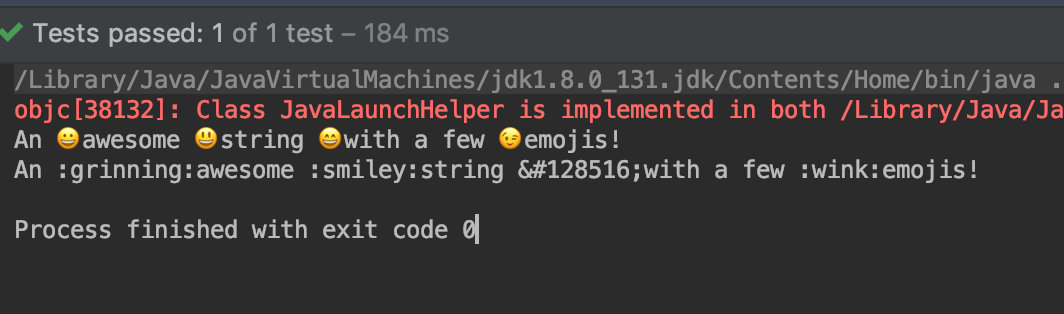 Tests passed: 1 of 1 test – 184 ms
/Library/Java/JavaVirtualMachines/jdk1.8.0_131.jdk/Contents/Home/bin/java .
objc[38132]: Class JavaLaunchHelper is implemented in both /Library/Java/Ja
An 😀awesome 😃string 😄with a few 😉emojis!
An :grinning:awesome :smiley:string &#128516;with a few :wink:emojis!
Process finished with exit code 0